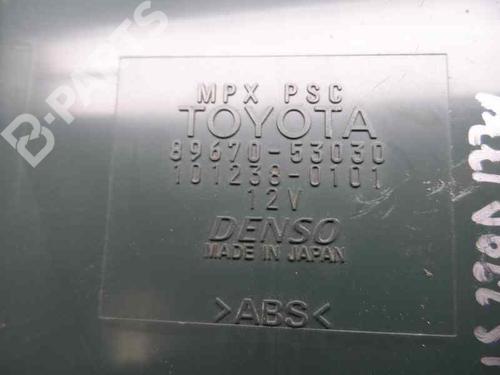 B-PARTS
MPX PSC
TOYOTA
89670-53030
101238-0101
12V
DENSO
MADE IN JAPAN
>ABS<